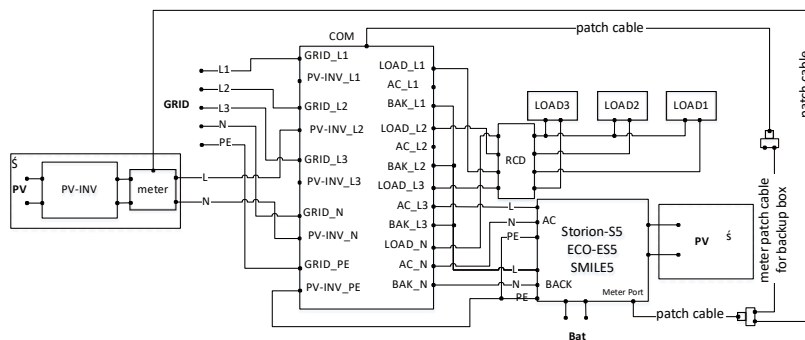 COM
patch cable
patch cable
GRID
L1
L2
L3
N
PE
GRID_L1
PV-INV_L1
GRID_L2
PV-INV_L2
GRID_L3
PV-INV_L3
GRID_N
PV-INV_N
GRID_PE
PV-INV_PE
LOAD_L1
AC_L1
BAK_L1
LOAD_L2
AC_L2
BAK_L2
LOAD_L3
AC_L3
BAK_L3
LOAD_N
AC_N
BAK_N
RCD
LOAD3
LOAD2
LOAD1
Ś
PV
PV-INV
meter
L
N
L
N
PE
AC
Storion-S5
ECO-ES5
SMILE5
L
N
PE
BACK
Meter Port
Bat
PV
Ś
patch cable
meter patch cable
for backup box